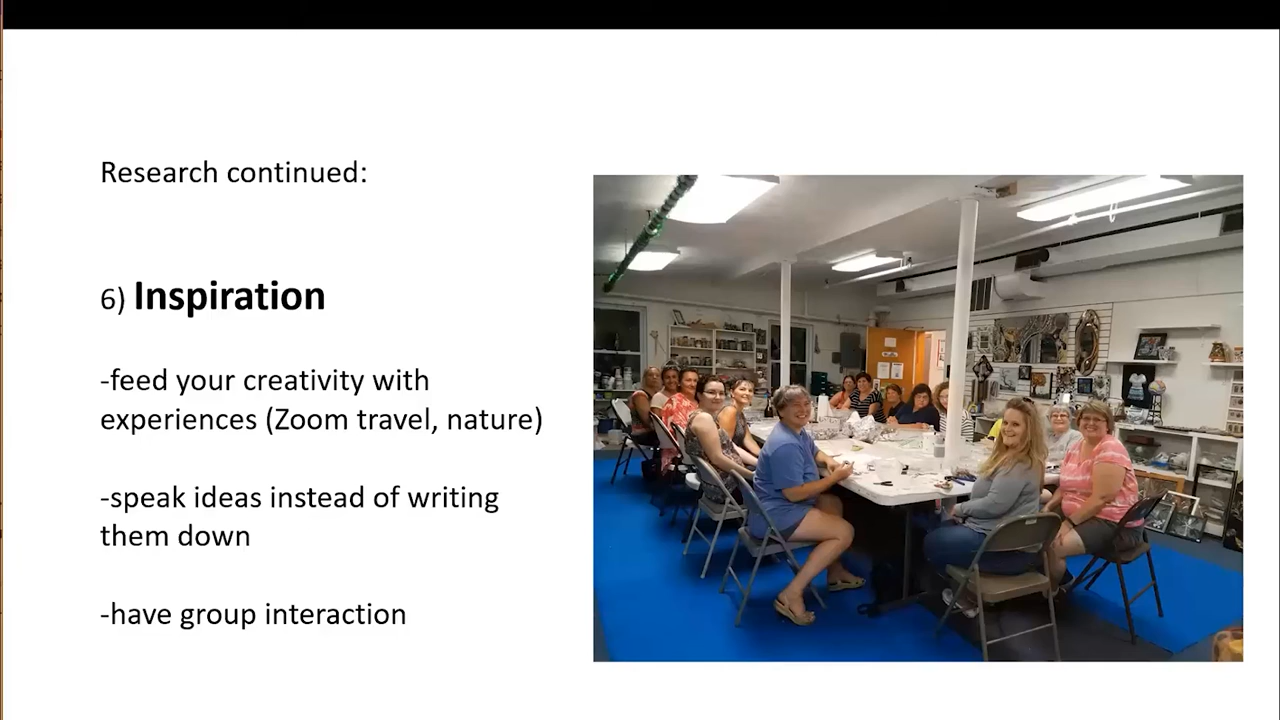 Research continued:
6) Inspiration
-feed your creativity with
experiences (Zoom travel, nature)
-speak ideas instead of writing
them down
-have group interaction